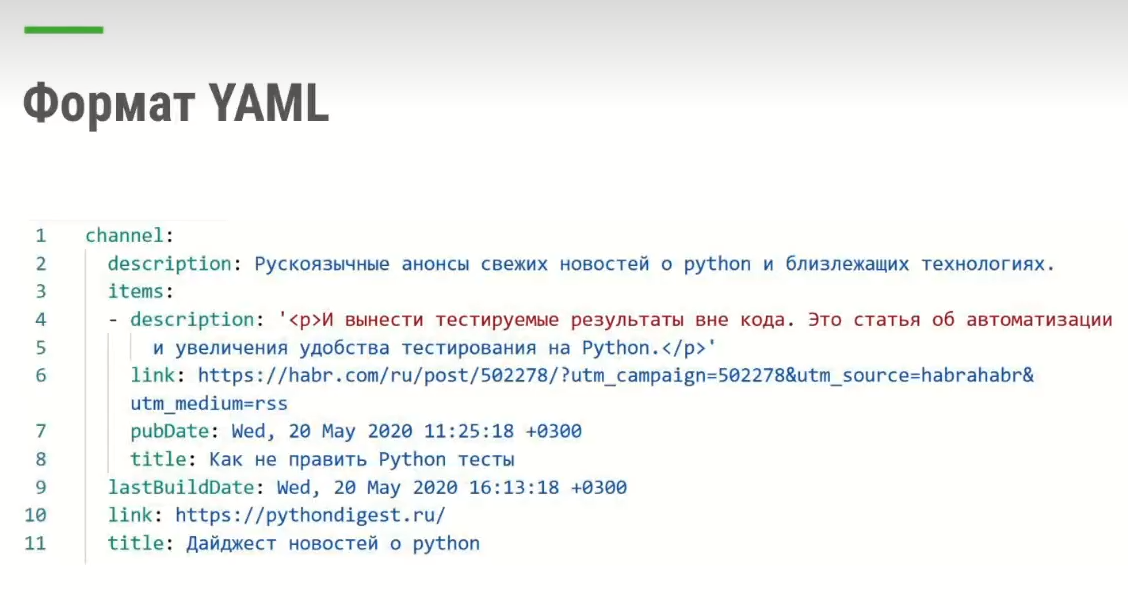 Формат YAML
1 channel:
2 description: Рускоязычные анонсы свежих новостей о python и близлежащих технологиях.
3 items:
4 - description: '<p>И вынести тестируемые результаты вне кода. Это статья об автоматизации
5 и увеличения удобства тестирования на Python.</p>'
6 link: https://habr.com/ru/post/502278/?utm_campaign=502278&utm_source=habrahabr&
utm_medium=rss
7 pubDate: Wed, 20 May 2020 11:25:18 +0300
8 title: Как не править Python тесты
9 lastBuildDate: Wed, 20 May 2020 16:13:18 +0300
10 link: https://pythondigest.ru/
11 title: Дайджест новостей о python